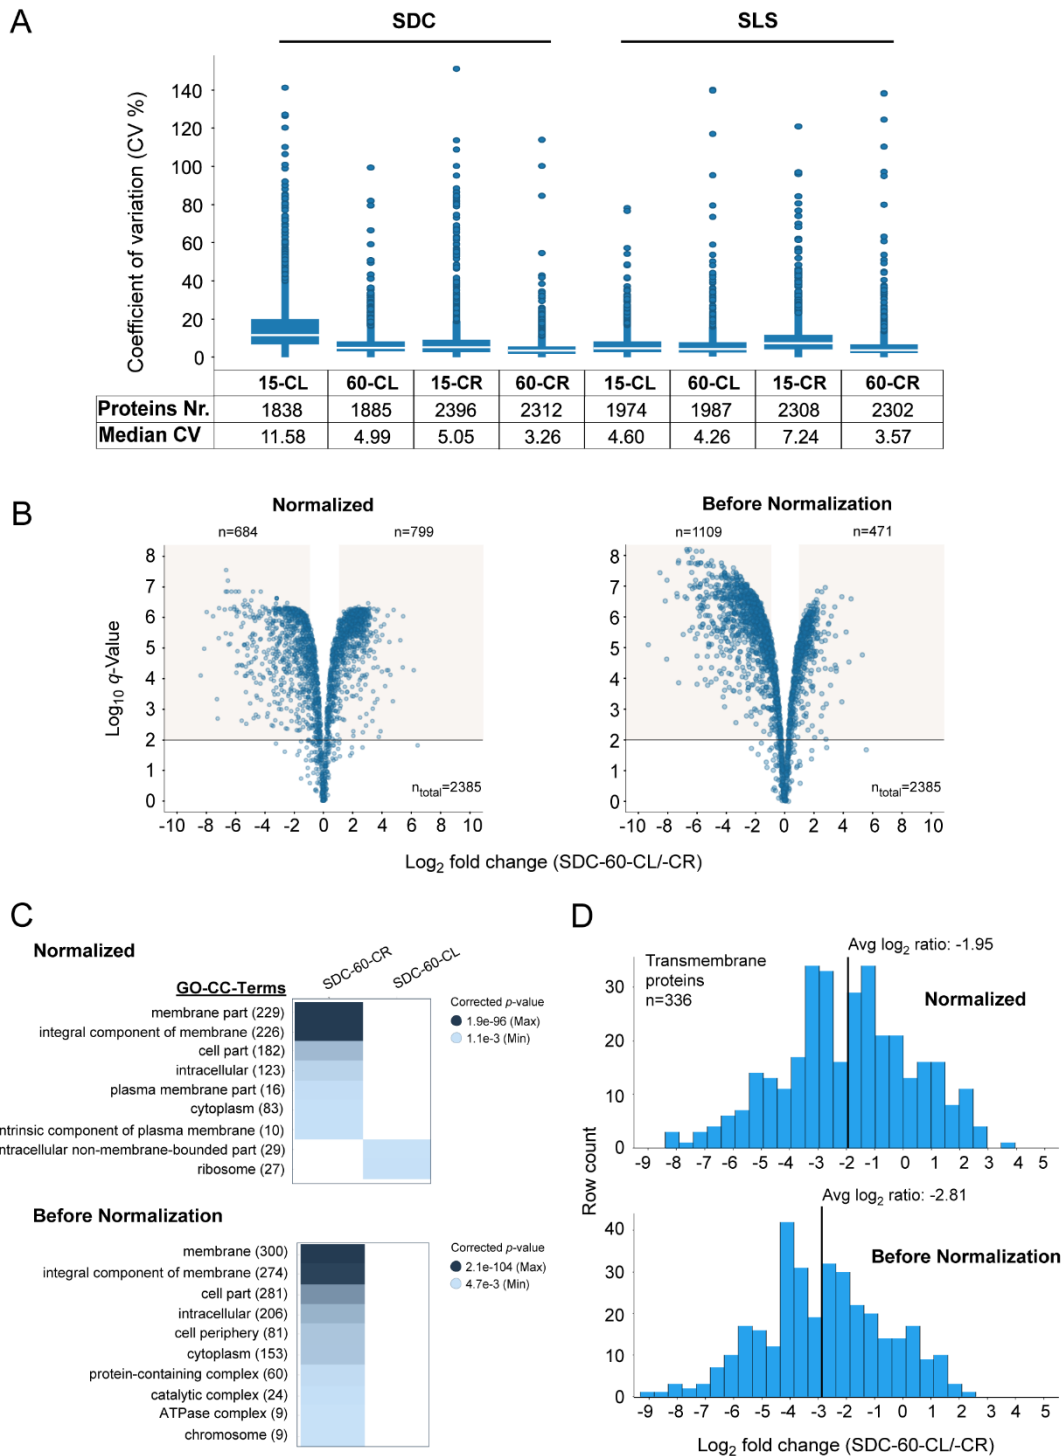 A
SDC
SLS
Coefficient of variation (CV %)
140
120
100
80
60
40
20
0
15-CL 60-CL 15-CR 60-CR 15-CL 60-CL 15-CR 60-CR
Proteins Nr. 1838 1885 2396 2312 1974 1987 2308 2302
Median CV 11.58 4.99 5.05 3.26 4.60 4.26 7.24 3.57
B
Normalized
n=684 n=799
Log10 q-Value
8
7
6
5
4
3
2
1
0
ntotal=2385
-10 -8 -6 -4 -2 0 2 4 6 8 10
Before Normalization
n=1109 n=471
8
7
6
5
4
3
2
1
0
ntotal=2385
-10 -8 -6 -4 -2 0 2 4 6 8 10
Log2 fold change (SDC-60-CL/-CR)
C
Normalized
SDC-60-CR SDC-60-CL
GO-CC-Terms
membrane part (229)
integral component of membrane (226)
cell part (182)
intracellular (123)
plasma membrane part (16)
cytoplasm (83)
ntrinsic component of plasma membrane (10)
ntracellular non-membrane-bounded part (29)
ribosome (27)
Corrected p-value
1.9e-96 (Max)
1.1e-3 (Min)
Before Normalization
membrane (300)
integral component of membrane (274)
cell part (281)
intracellular (206)
cell periphery (81)
cytoplasm (153)
protein-containing complex (60)
catalytic complex (24)
ATPase complex (9)
chromosome (9)
Corrected p-value
2.1e-104 (Max)
4.7e-3 (Min)
D
Avg log2 ratio: -1.95
Transmembrane
proteins
n=336
Normalized
30
20
10
0
-9 -8 -7 -6 -5 -4 -3 -2 -1 0 1 2 3 4 5
Row count
Avg log2 ratio: -2.81
Before Normalization
40
30
20
10
0
-9 -8 -7 -6 -5 -4 -3 -2 -1 0 1 2 3 4 5
Log2 fold change (SDC-60-CL/-CR)